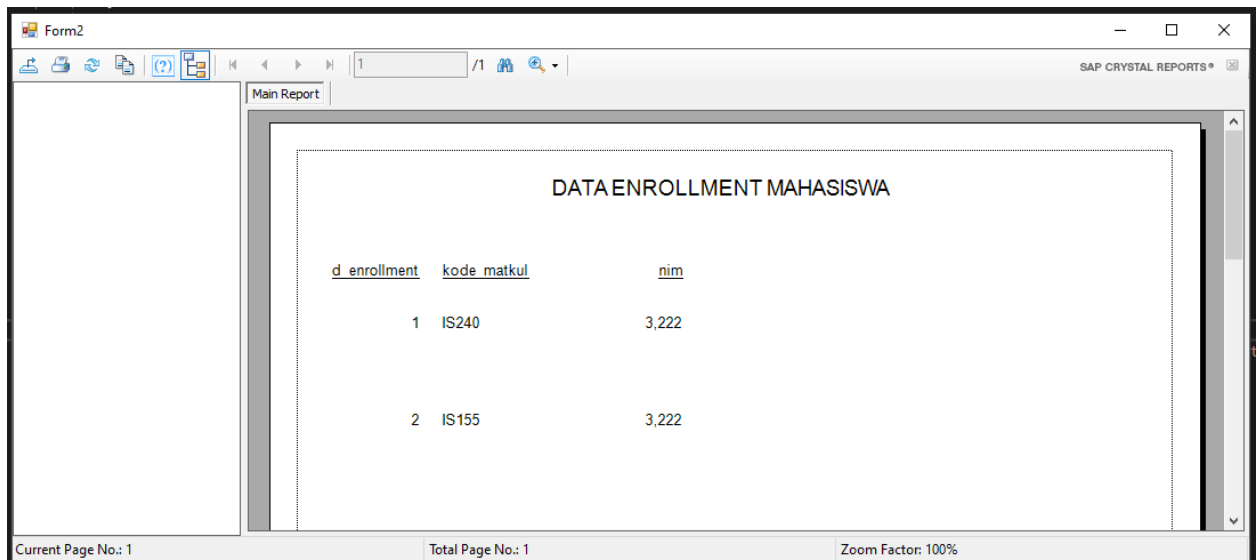 Form2
1 /1 SAP CRYSTAL REPORTS®
Main Report
DATA ENROLLMENT MAHASISWA
d_enrollment kode_matkul nim
1 IS240 3,222
2 IS155 3,222
Current Page No.: 1 Total Page No.: 1 Zoom Factor: 100%